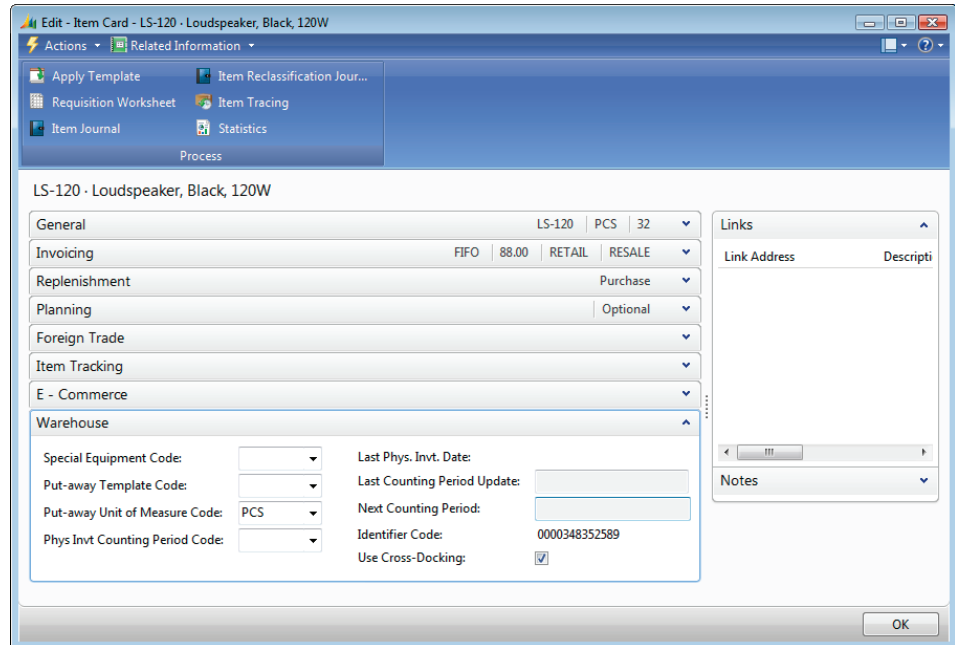 Edit - Item Card - LS-120 · Loudspeaker, Black, 120W
Actions Related Information
Apply Template Item Reclassification Jour...
Requisition Worksheet Item Tracing
Item Journal Statistics
Process
LS-120 · Loudspeaker, Black, 120W
General LS-120 PCS 32
Invoicing FIFO 88.00 RETAIL RESALE
Replenishment Purchase
Planning Optional
Foreign Trade
Item Tracking
E - Commerce
Warehouse
Special Equipment Code:
Put-away Template Code:
Put-away Unit of Measure Code: PCS
Phys Invt Counting Period Code:
Last Phys. Invt. Date:
Last Counting Period Update:
Next Counting Period:
Identifier Code: 0000348352589
Use Cross-Docking:
Links
Link Address Descripti
Notes
OK